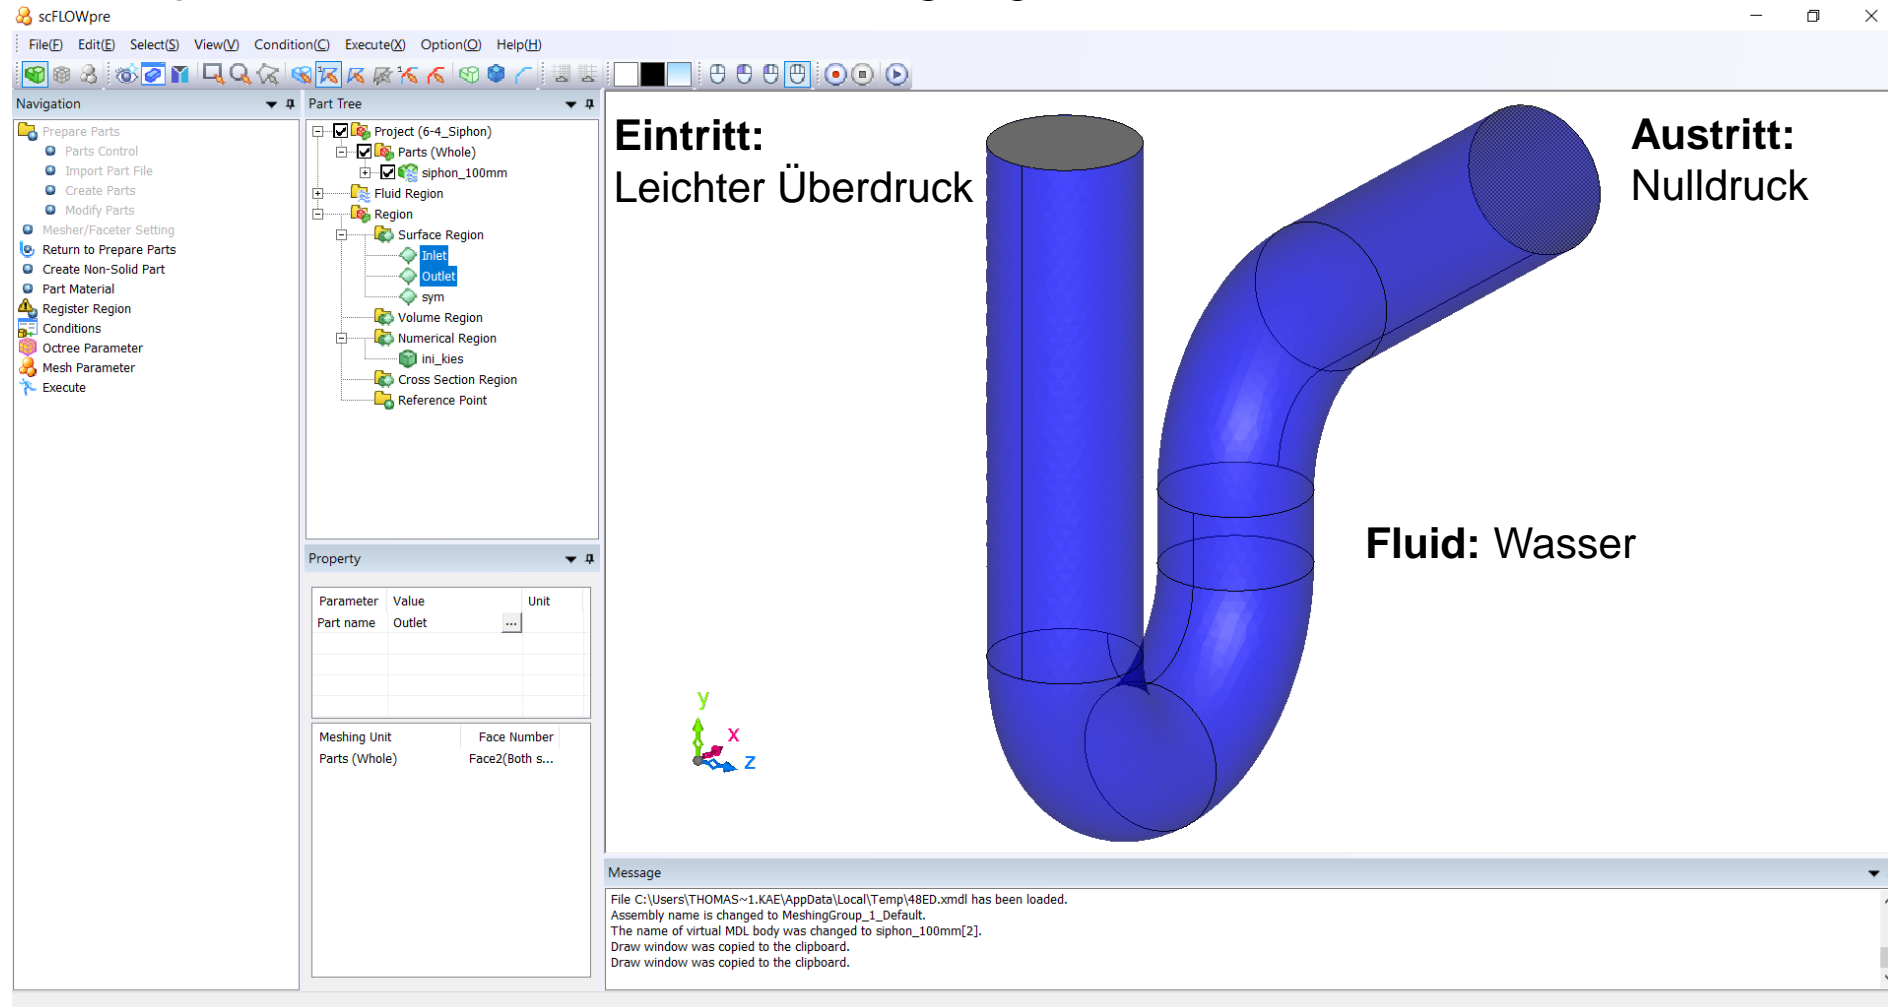 scFLOWpre
File(F) Edit(E) Select(S) View(V) Condition(C) Execute(X) Option(O) Help(H)
Navigation
Prepare Parts
Parts Control
Import Part File
Create Parts
Modify Parts
Mesher/Faceter Setting
Return to Prepare Parts
Create Non-Solid Part
Part Material
Register Region
Conditions
Octree Parameter
Mesh Parameter
Execute
Part Tree
Project (6-4_Siphon)
Parts (Whole)
siphon_100mm
Fluid Region
Region
Surface Region
Inlet
Outlet
sym
Volume Region
Numerical Region
ini_kies
Cross Section Region
Reference Point
Property
Parameter Value Unit
Part name Outlet ...
Meshing Unit Face Number
Parts (Whole) Face2(Both s...
Eintritt:
Leichter Überdruck
Austritt:
Nulldruck
Fluid: Wasser
y
x
z
Message
File C:\Users\THOMAS~1.KAE\AppData\Local\Temp\48ED.xmdl has been loaded.
Assembly name is changed to MeshingGroup_1_Default.
The name of virtual MDL body was changed to siphon_100mm[2].
Draw window was copied to the clipboard.
Draw window was copied to the clipboard.